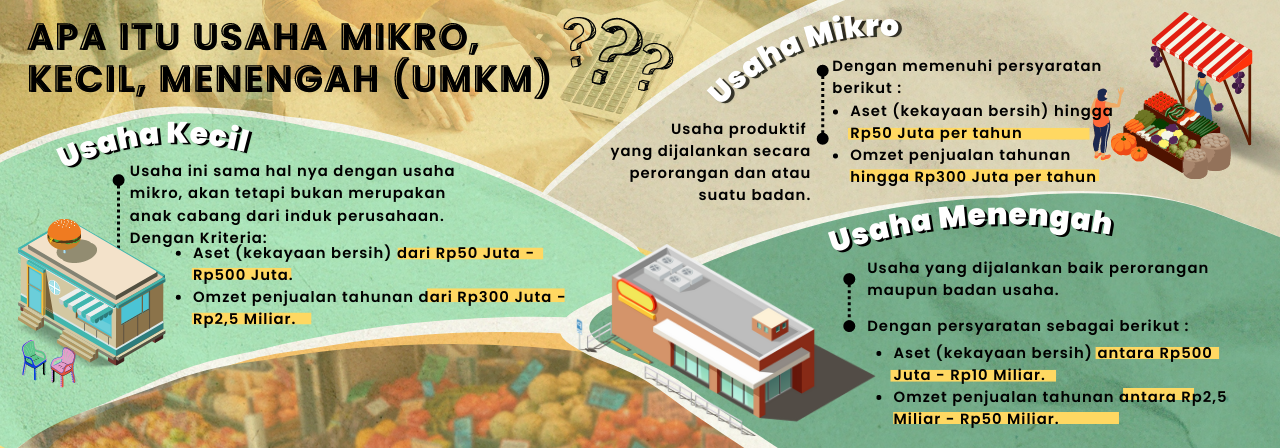 APA ITU USAHA MIKRO,
KECIL, MENENGAH (UMKM)
???
Usaha Mikro
Usaha produktif
yang dijalankan secara
perorangan dan atau
suatu badan.
Dengan memenuhi persyaratan
berikut :
• Aset (kekayaan bersih) hingga
Rp50 Juta per tahun
• Omzet penjualan tahunan
hingga Rp300 Juta per tahun
Usaha Kecil
Usaha ini sama hal nya dengan usaha
mikro, akan tetapi bukan merupakan
anak cabang dari induk perusahaan.
Dengan Kriteria:
• Aset (kekayaan bersih) dari Rp50 Juta -
Rp500 Juta.
• Omzet penjualan tahunan dari Rp300 Juta -
Rp2,5 Miliar.
Usaha Menengah
Usaha yang dijalankan baik perorangan
maupun badan usaha.
Dengan persyaratan sebagai berikut :
• Aset (kekayaan bersih) antara Rp500
Juta - Rp10 Miliar.
• Omzet penjualan tahunan antara Rp2,5
Miliar - Rp50 Miliar.